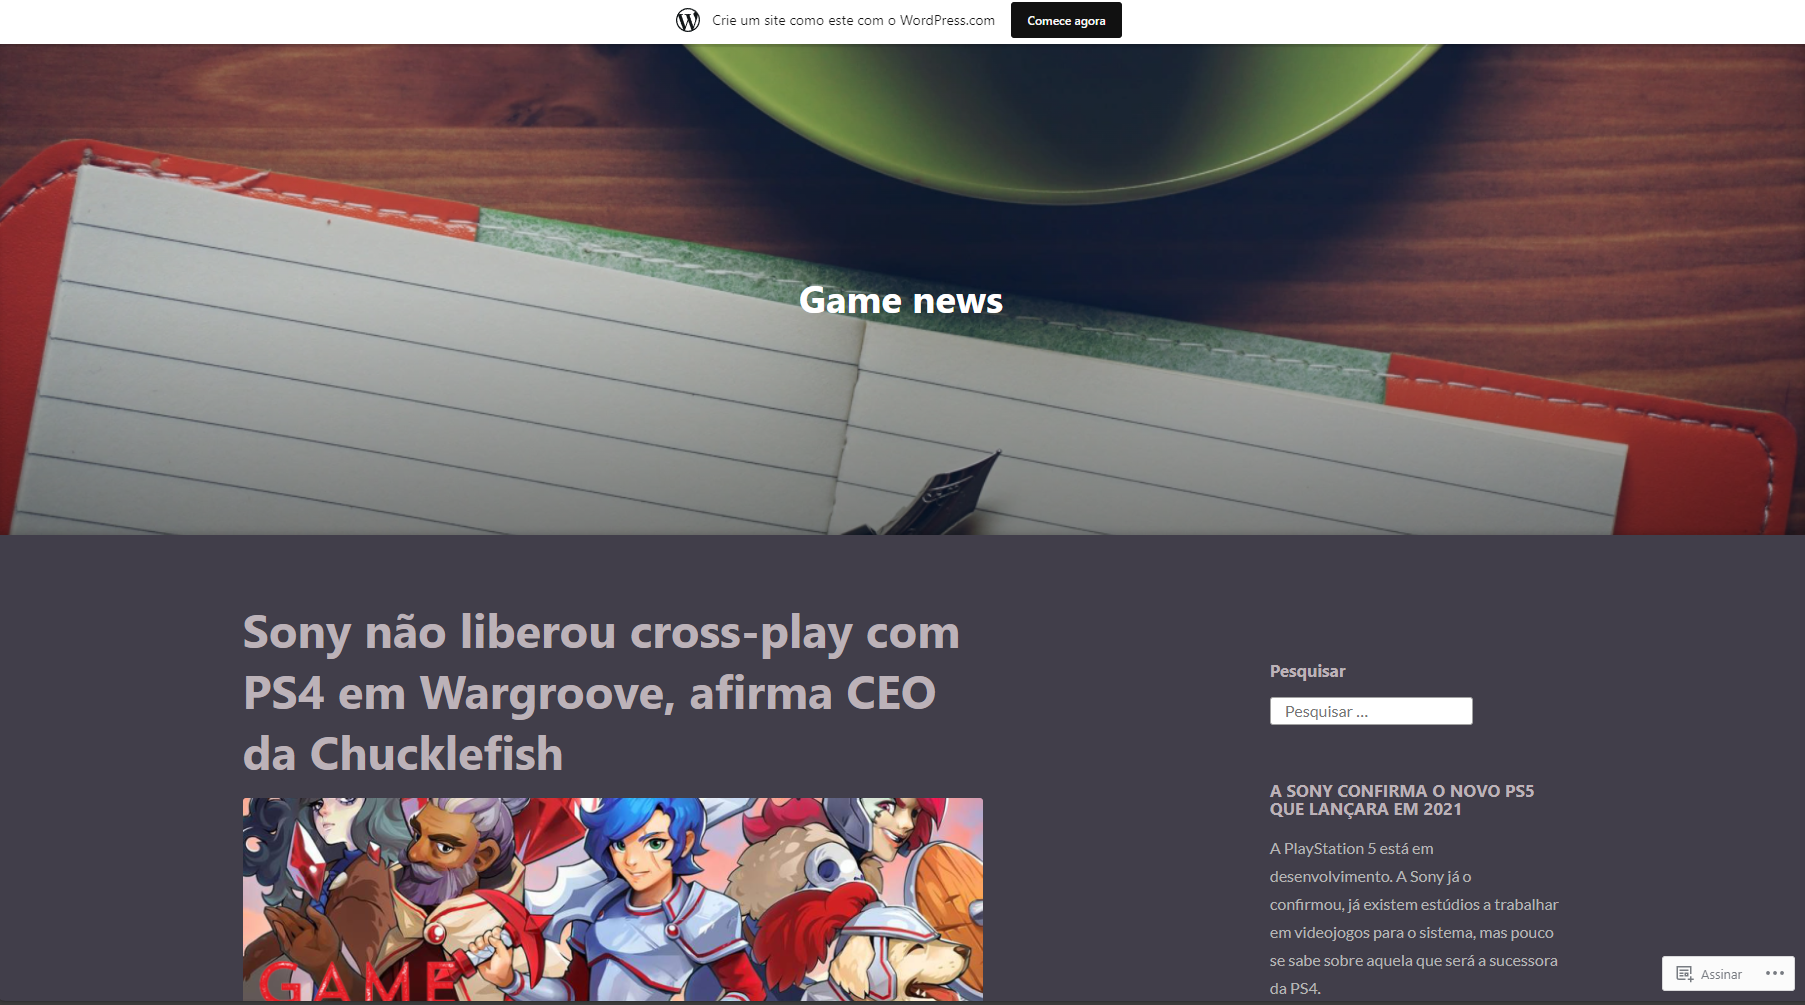 Crie um site como este com o WordPress.com
Comece agora
Game news
Sony não liberou cross-play com
PS4 em Wargroove, afirma CEO
da Chucklefish
GAME
Pesquisar
Pesquisar …
A SONY CONFIRMA O NOVO PS5
QUE LANÇARA EM 2021
A PlayStation 5 está em
desenvolvimento. A Sony já o
confirmou, já existem estúdios a trabalhar
em videojogos para o sistema, mas pouco
se sabe sobre aquela que será a sucessora
da PS4.
Assinar